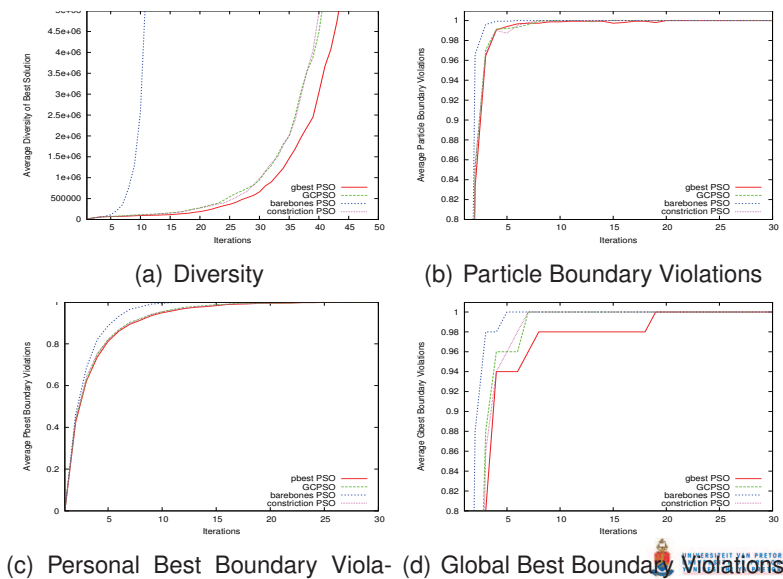 5e+06
4.5e+06
4e+06
3.5e+06
3e+06
2.5e+06
2e+06
1.5e+06
1e+06
500000
0
Average Diversity of Best Solution
gbest PSO
GCPSO
barebones PSO
constriction PSO
5 10 15 20 25 30 35 40 45 50
Iterations
(a) Diversity
1
0.98
0.96
0.94
0.92
0.9
0.88
0.86
0.84
0.82
0.8
Average Particle Boundary Violations
gbest PSO
GCPSO
barebones PSO
constriction PSO
5 10 15 20 25 30
Iterations
(b) Particle Boundary Violations
1
0.8
0.6
0.4
0.2
0
Average Pbest Boundary Violations
pbest PSO
GCPSO
barebones PSO
constriction PSO
5 10 15 20 25 30
Iterations
(c) Personal Best Boundary Viola-
1
0.98
0.96
0.94
0.92
0.9
0.88
0.86
0.84
0.82
0.8
Average Gbest Boundary Violations
gbest PSO
GCPSO
barebones PSO
constriction PSO
5 10 15 20 25 30
Iterations
(d) Global Best Boundary Violations
UNIVERSITEIT VAN PRETOR